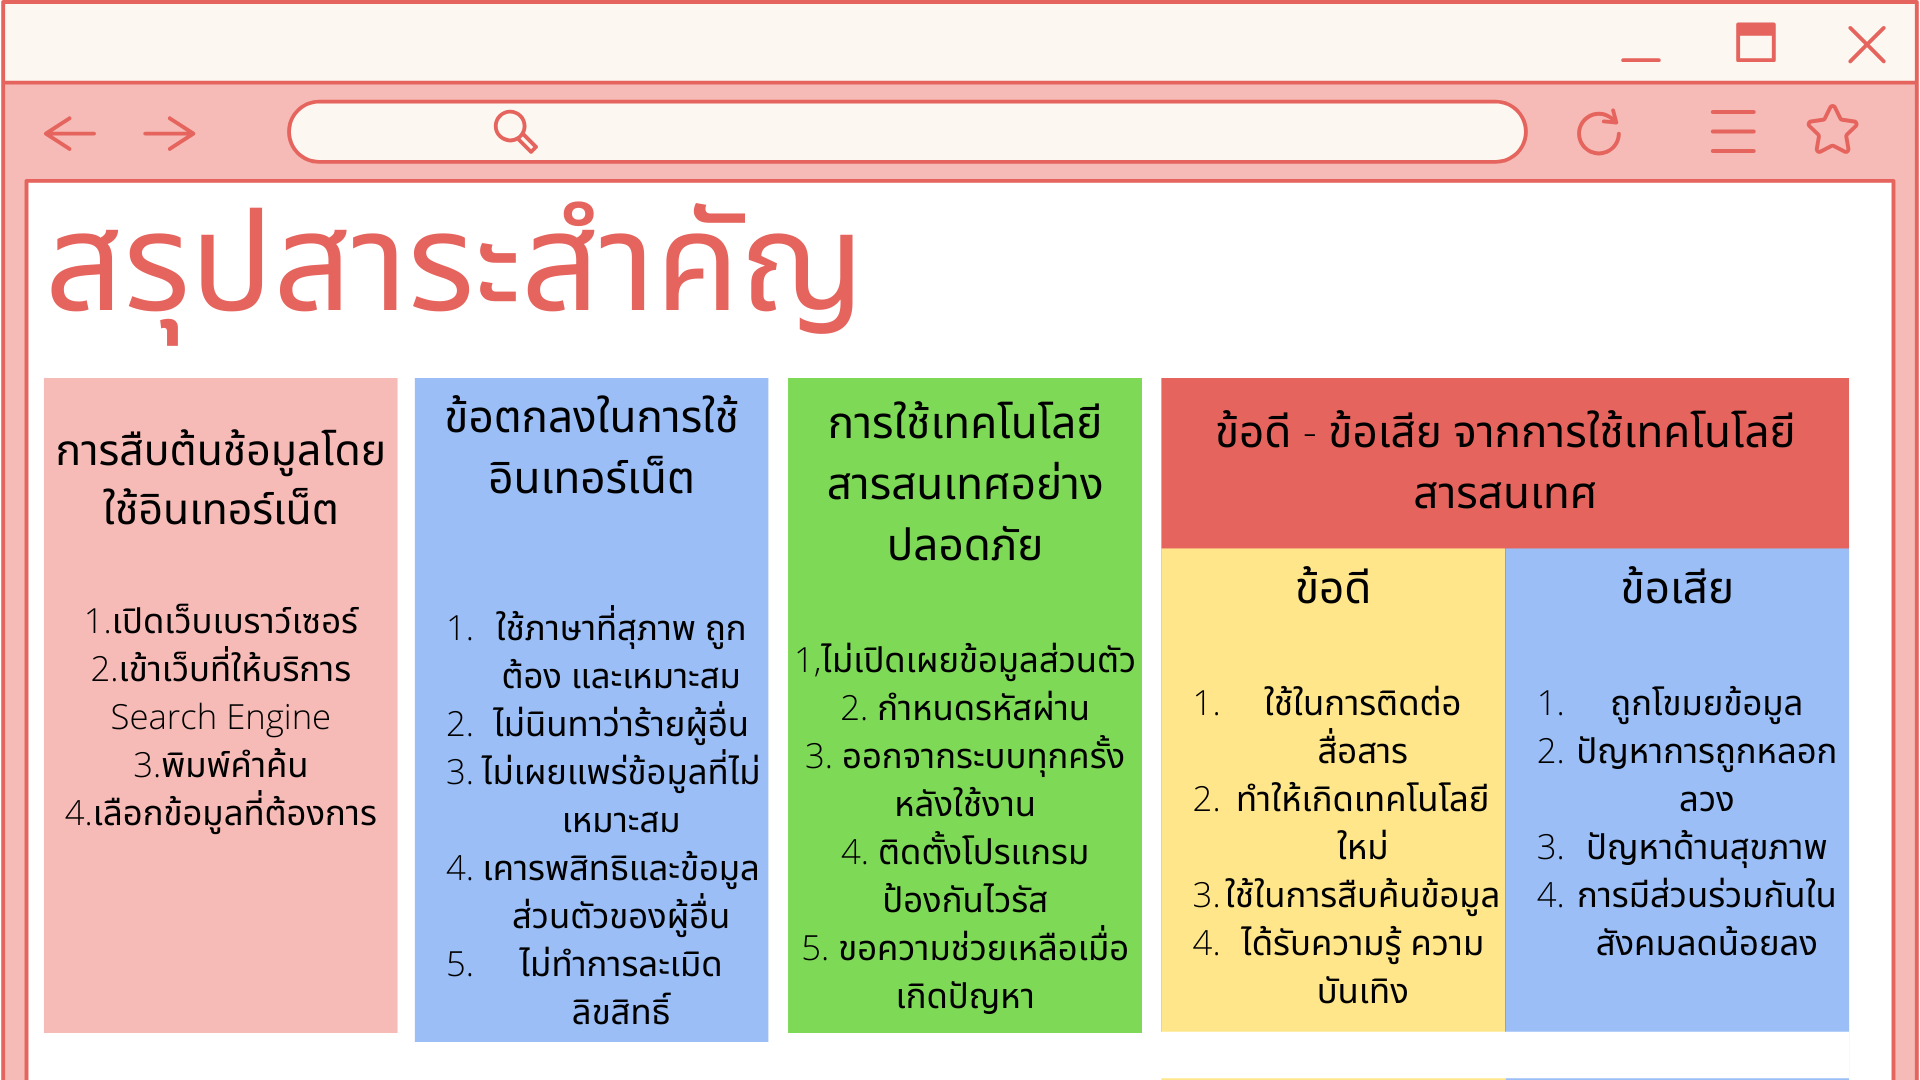 สรุปสาระสำคัญ
การสืบต้นช้อมูลโดย
ใช้อินเทอร์เน็ต
1.เปิดเว็บเบราว์เซอร์
2.เข้าเว็บที่ให้บริการ
Search Engine
3.พิมพ์คำค้น
4.เลือกข้อมูลที่ต้องการ
ข้อตกลงในการใช้
อินเทอร์เน็ต
1. ใช้ภาษาที่สุภาพ ถูก
ต้อง และเหมาะสม
2. ไม่นินทาว่าร้ายผู้อื่น
3. ไม่เผยแพร่ข้อมูลที่ไม่
เหมาะสม
4. เคารพสิทธิและข้อมูล
ส่วนตัวของผู้อื่น
5. ไม่ทำการละเมิด
ลิขสิทธิ์
การใช้เทคโนโลยี
สารสนเทศอย่าง
ปลอดภัย
1,ไม่เปิดเผยข้อมูลส่วนตัว
2. กำหนดรหัสผ่าน
3. ออกจากระบบทุกครั้ง
หลังใช้งาน
4. ติดตั้งโปรแกรม
ป้องกันไวรัส
5. ขอความช่วยเหลือเมื่อ
เกิดปัญหา
ข้อดี - ข้อเสีย จากการใช้เทคโนโลยี
สารสนเทศ
ข้อดี
1. ใช้ในการติดต่อ
สื่อสาร
2. ทำให้เกิดเทคโนโลยี
ใหม่
3. ใช้ในการสืบค้นข้อมูล
4. ได้รับความรู้ ความ
บันเทิง
ข้อเสีย
1. ถูกโขมยข้อมูล
2. ปัญหาการถูกหลอก
ลวง
3. ปัญหาด้านสุขภาพ
4. การมีส่วนร่วมกันใน
สังคมลดน้อยลง